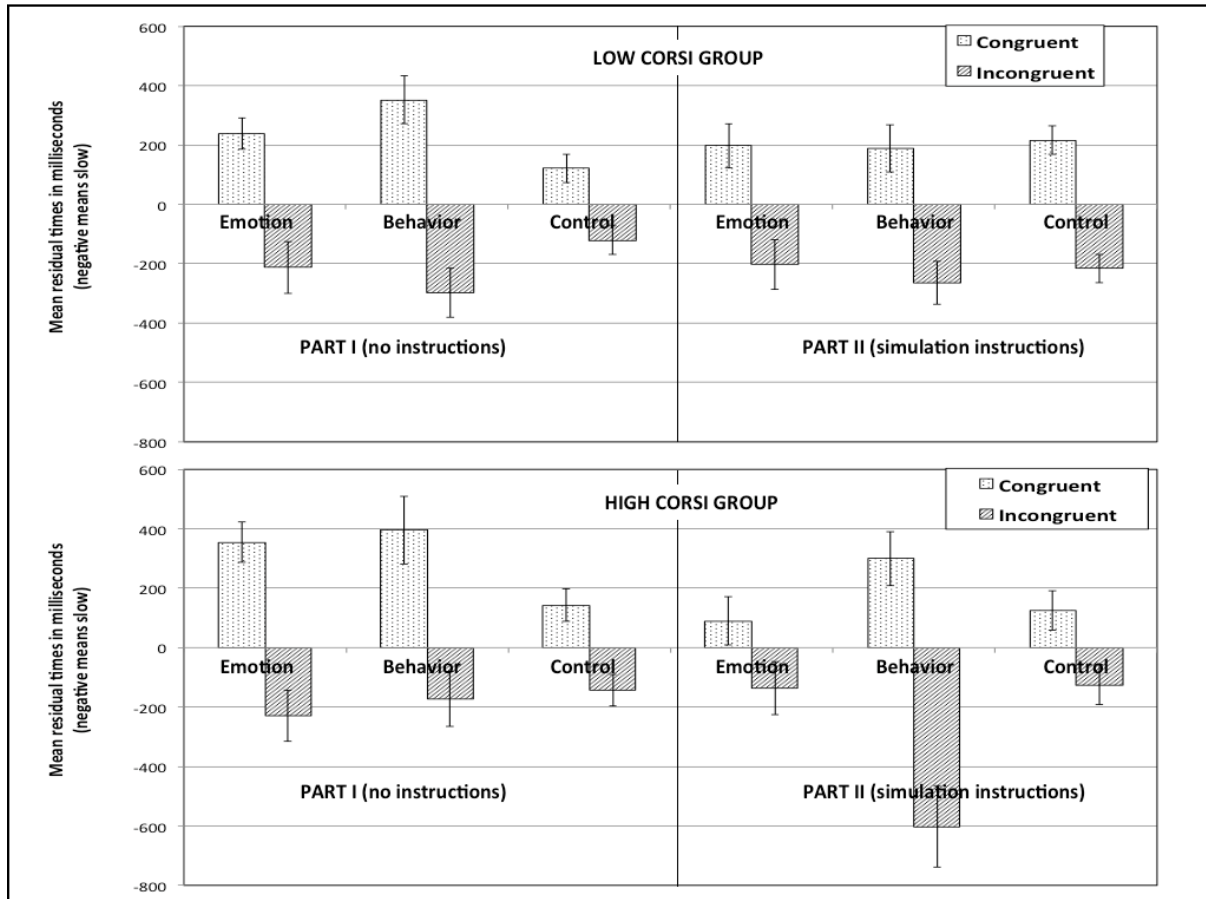 600
400
200
0
-200
-400
-600
-800
Mean residual times in milliseconds
(negative means slow)
LOW CORSI GROUP
Congruent
Incongruent
Emotion Behavior Control Emotion Behavior Control
PART I (no instructions) PART II (simulation instructions)
600
400
200
0
-200
-400
-600
-800
Mean residual times in milliseconds
(negative means slow)
HIGH CORSI GROUP
Congruent
Incongruent
Emotion Behavior Control Emotion Behavior Control
PART I (no instructions) PART II (simulation instructions)